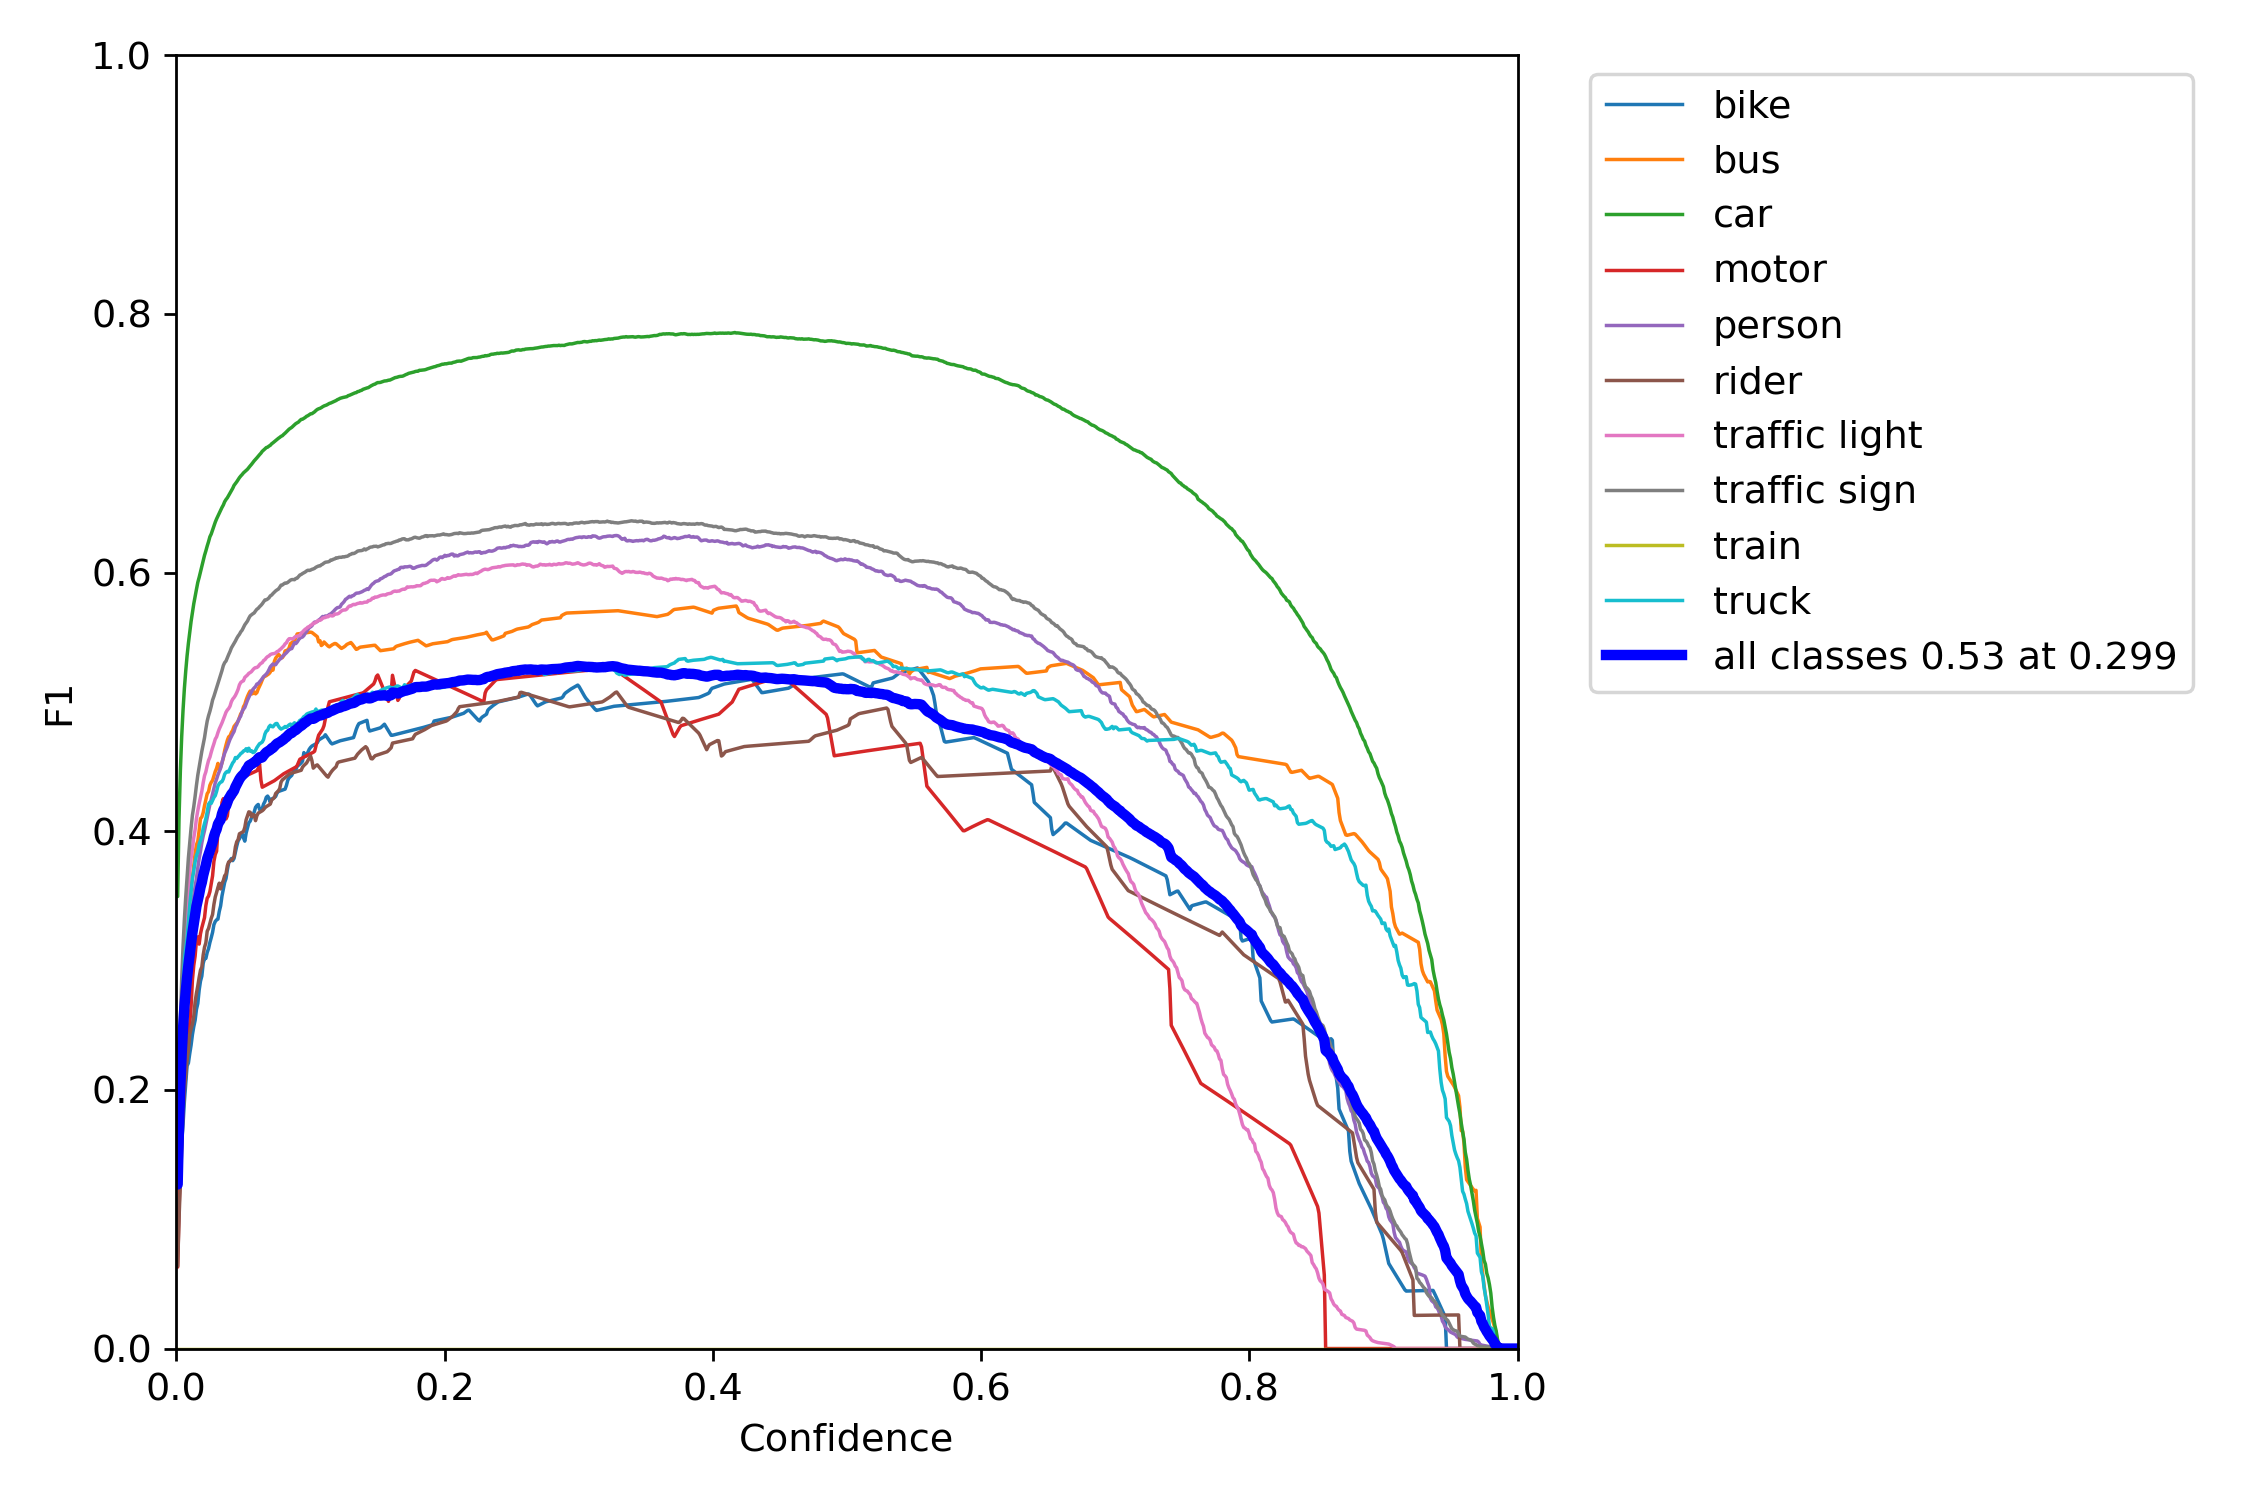 1.0
0.8
0.6
0.4
0.2
0.0
F1
0.0 0.2 0.4 0.6 0.8 1.0
Confidence
bike
bus
car
motor
person
rider
traffic light
traffic sign
train
truck
all classes 0.53 at 0.299